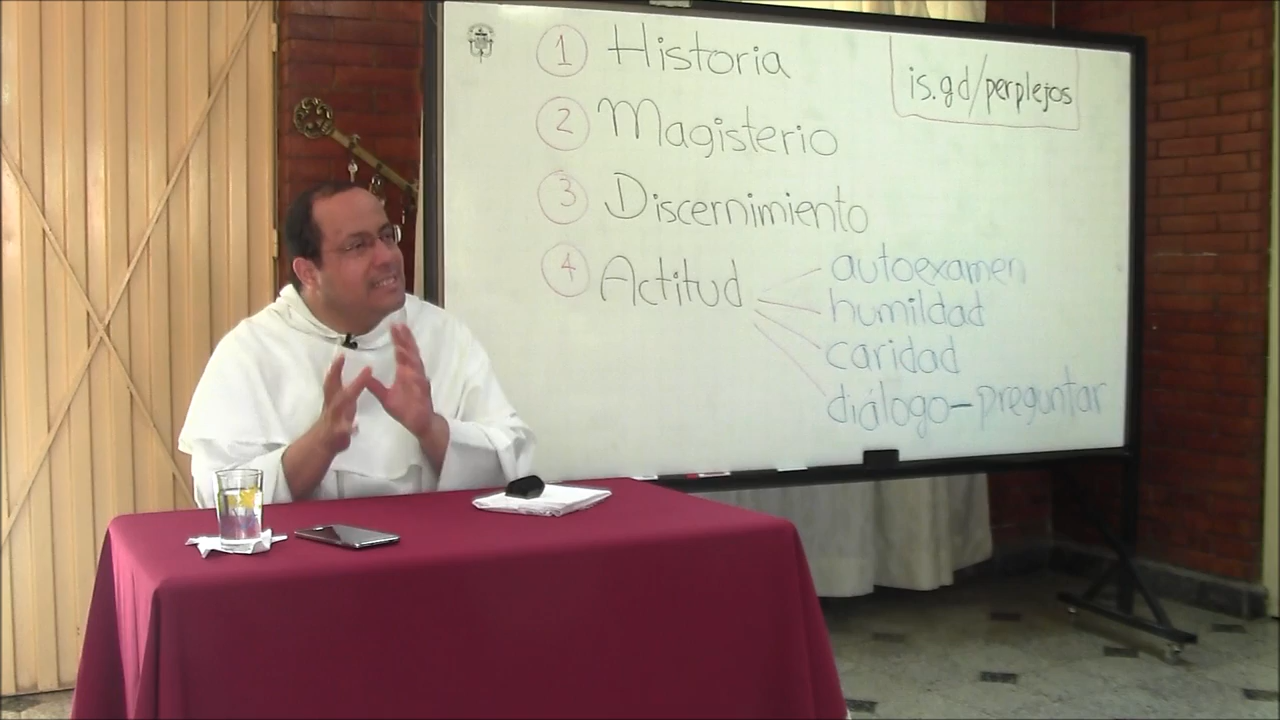 1 Historia
is.gd/perplejos
2 Magisterio
3 Discernimiento
4 Actitud
autoexamen
humildad
caridad
diálogo-preguntar